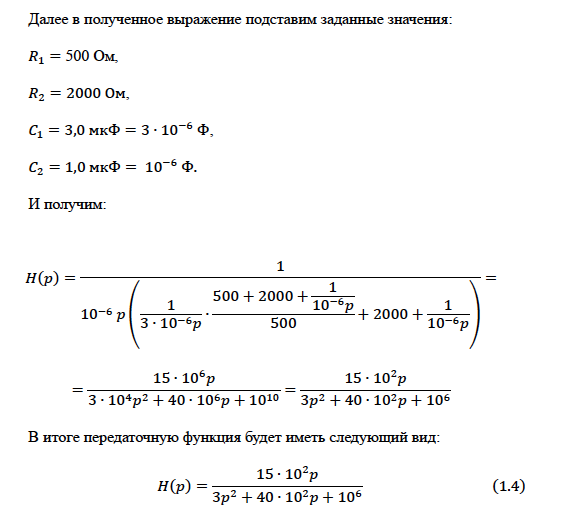 Далее в полученное выражение подставим заданные значения:
R₁ = 500 Ом,
R₂ = 2000 Ом,
C₁ = 3,0 мкФ = 3 · 10⁻⁶ Ф,
C₂ = 1,0 мкФ = 10⁻⁶ Ф.
И получим:
H(p) = 1 / (10⁻⁶ p (1 / (3 · 10⁻⁶p) · (500 + 2000 + 1 / (10⁻⁶p)) / 500 + 2000 + 1 / (10⁻⁶p))) =
= 15 · 10⁶p / (3 · 10⁴p² + 40 · 10⁶p + 10¹⁰) = 15 · 10²p / (3p² + 40 · 10²p + 10⁶)
В итоге передаточную функция будет иметь следующий вид:
H(p) = 15 · 10²p / (3p² + 40 · 10²p + 10⁶) (1.4)